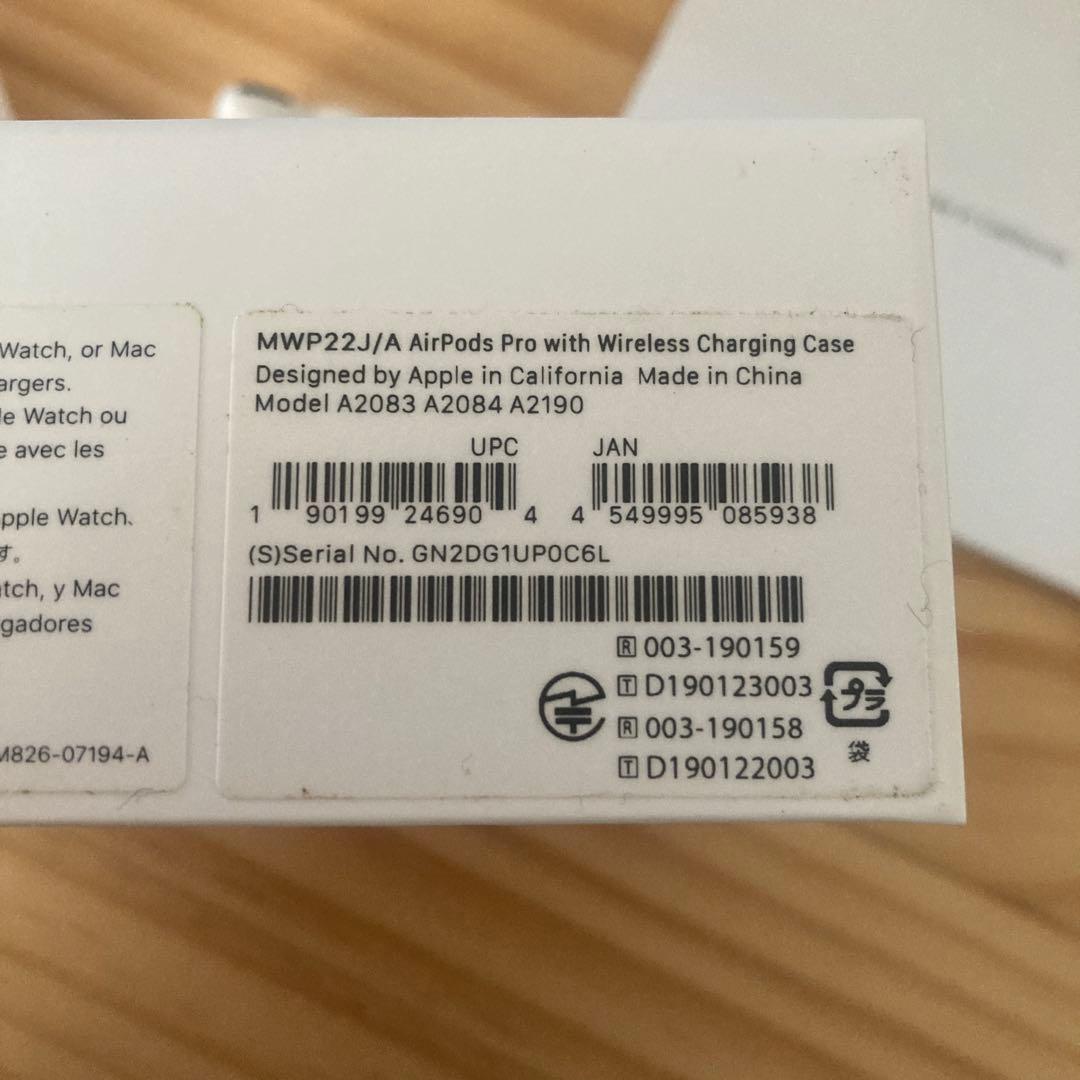 Watch, or Mac
argers.
le Watch ou
e avec les
pple Watch、
す。
atch, y Mac
gadores
M826-07194-A
MWP22J/A AirPods Pro with Wireless Charging Case
Designed by Apple in California Made in China
Model A2083 A2084 A2190
UPC JAN
1 90199 24690 4 4 549995 085938
(S)Serial No. GN2DG1UP0C6L
R 003-190159
T D190123003
R 003-190158
T D190122003
プラ
袋